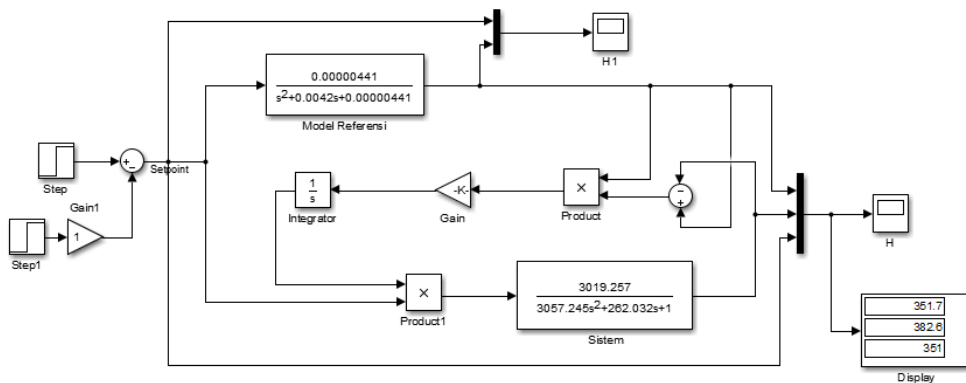 H1
0.00000441
s2+0.0042s+0.00000441
Model Referensi
Step
+
−
Setpoint
Gain1
1
Step1
1
s
Integrator
-K-
Gain
×
Product
−
+
×
Product1
3019.257
3057.245s2+262.032s+1
Sistem
H
351.7
382.6
351
Display